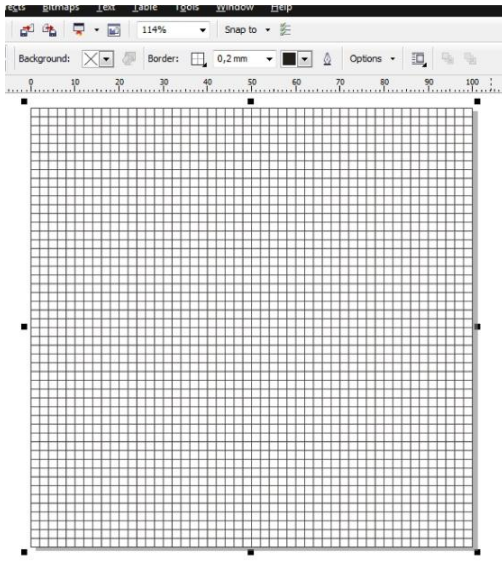 ects Bitmaps Text Table Tools Window Help
114% Snap to
Background: Border: 0,2 mm Options
0 10 20 30 40 50 60 70 80 90 100